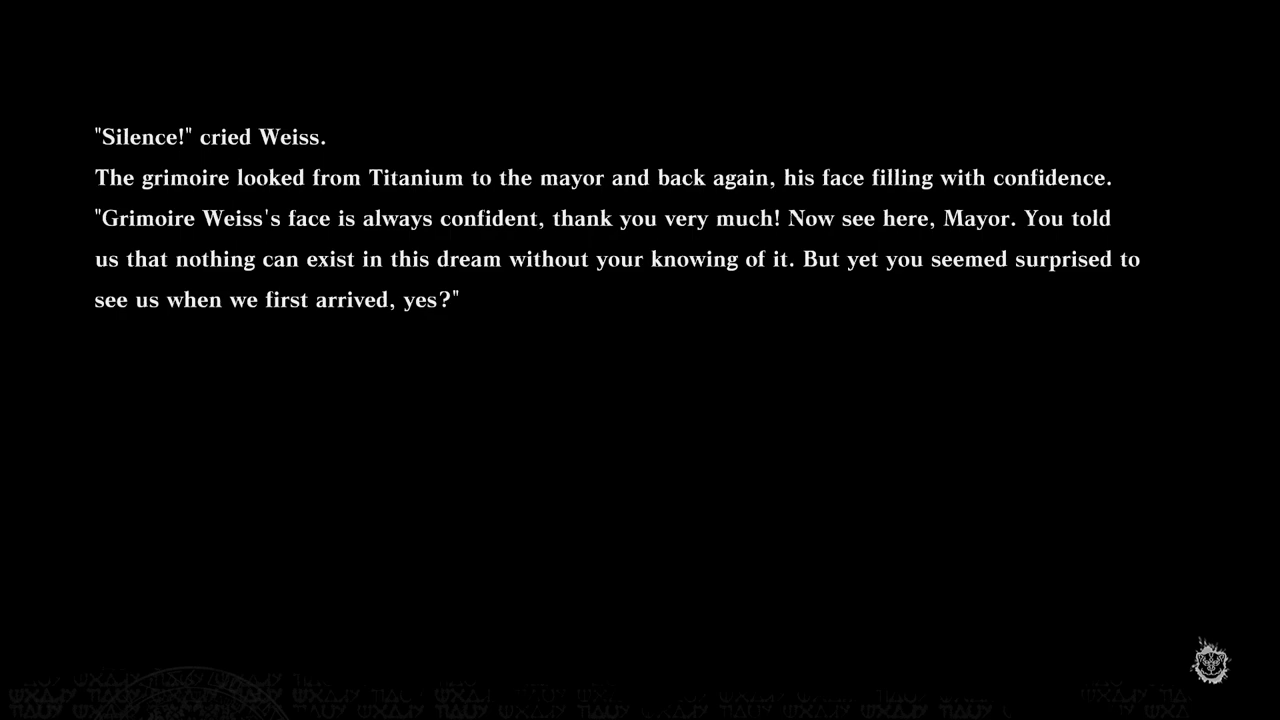 "Silence!" cried Weiss.
The grimoire looked from Titanium to the mayor and back again, his face filling with confidence.
"Grimoire Weiss's face is always confident, thank you very much! Now see here, Mayor. You told
us that nothing can exist in this dream without your knowing of it. But yet you seemed surprised to
see us when we first arrived, yes?"